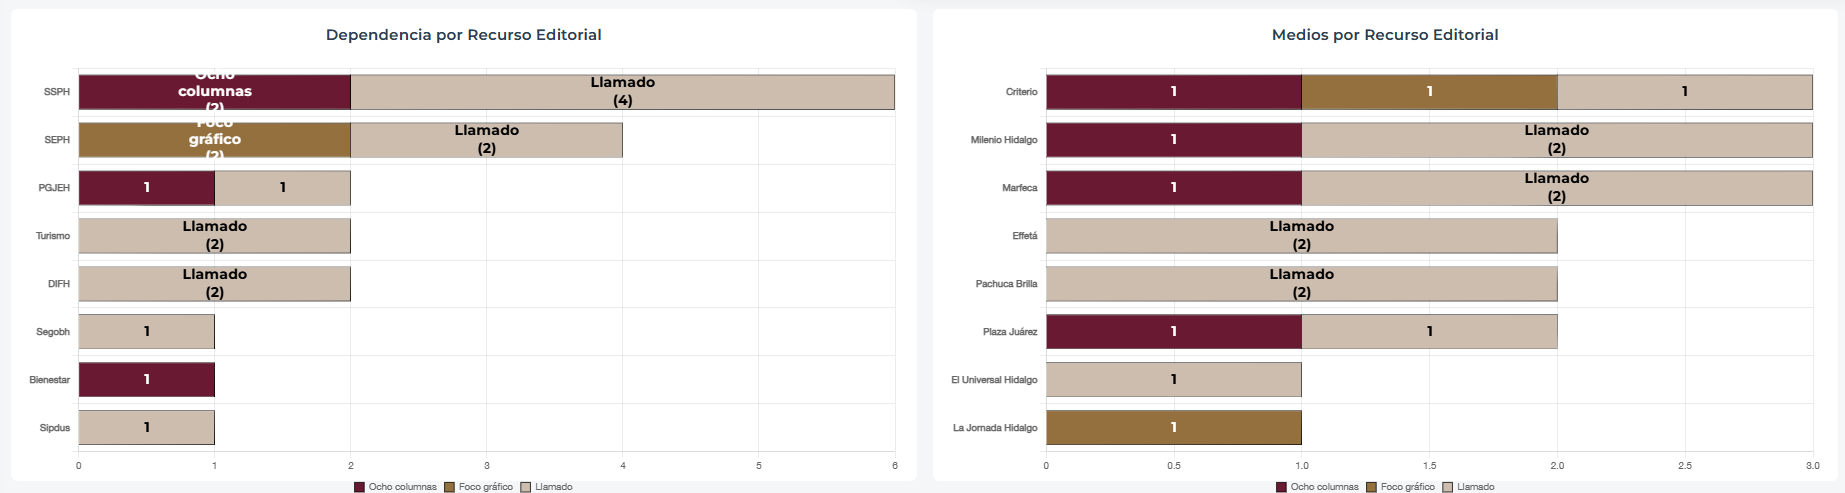 Dependencia por Recurso Editorial
SSPH
Ocho
columnas
(2)
Llamado
(4)
SEPH
Foco
gráfico
(2)
Llamado
(2)
PGJEH
1
1
Turismo
Llamado
(2)
DIFH
Llamado
(2)
Segobh
1
Bienestar
1
Sipdus
1
0
1
2
3
4
5
6
Ocho columnas
Foco gráfico
Llamado
Medios por Recurso Editorial
Criterio
1
1
1
Milenio Hidalgo
1
Llamado
(2)
Marfeca
1
Llamado
(2)
Effetá
Llamado
(2)
Pachuca Brilla
Llamado
(2)
Plaza Juárez
1
1
El Universal Hidalgo
1
La Jornada Hidalgo
1
0
0.5
1.0
1.5
2.0
2.5
3.0
Ocho columnas
Foco gráfico
Llamado